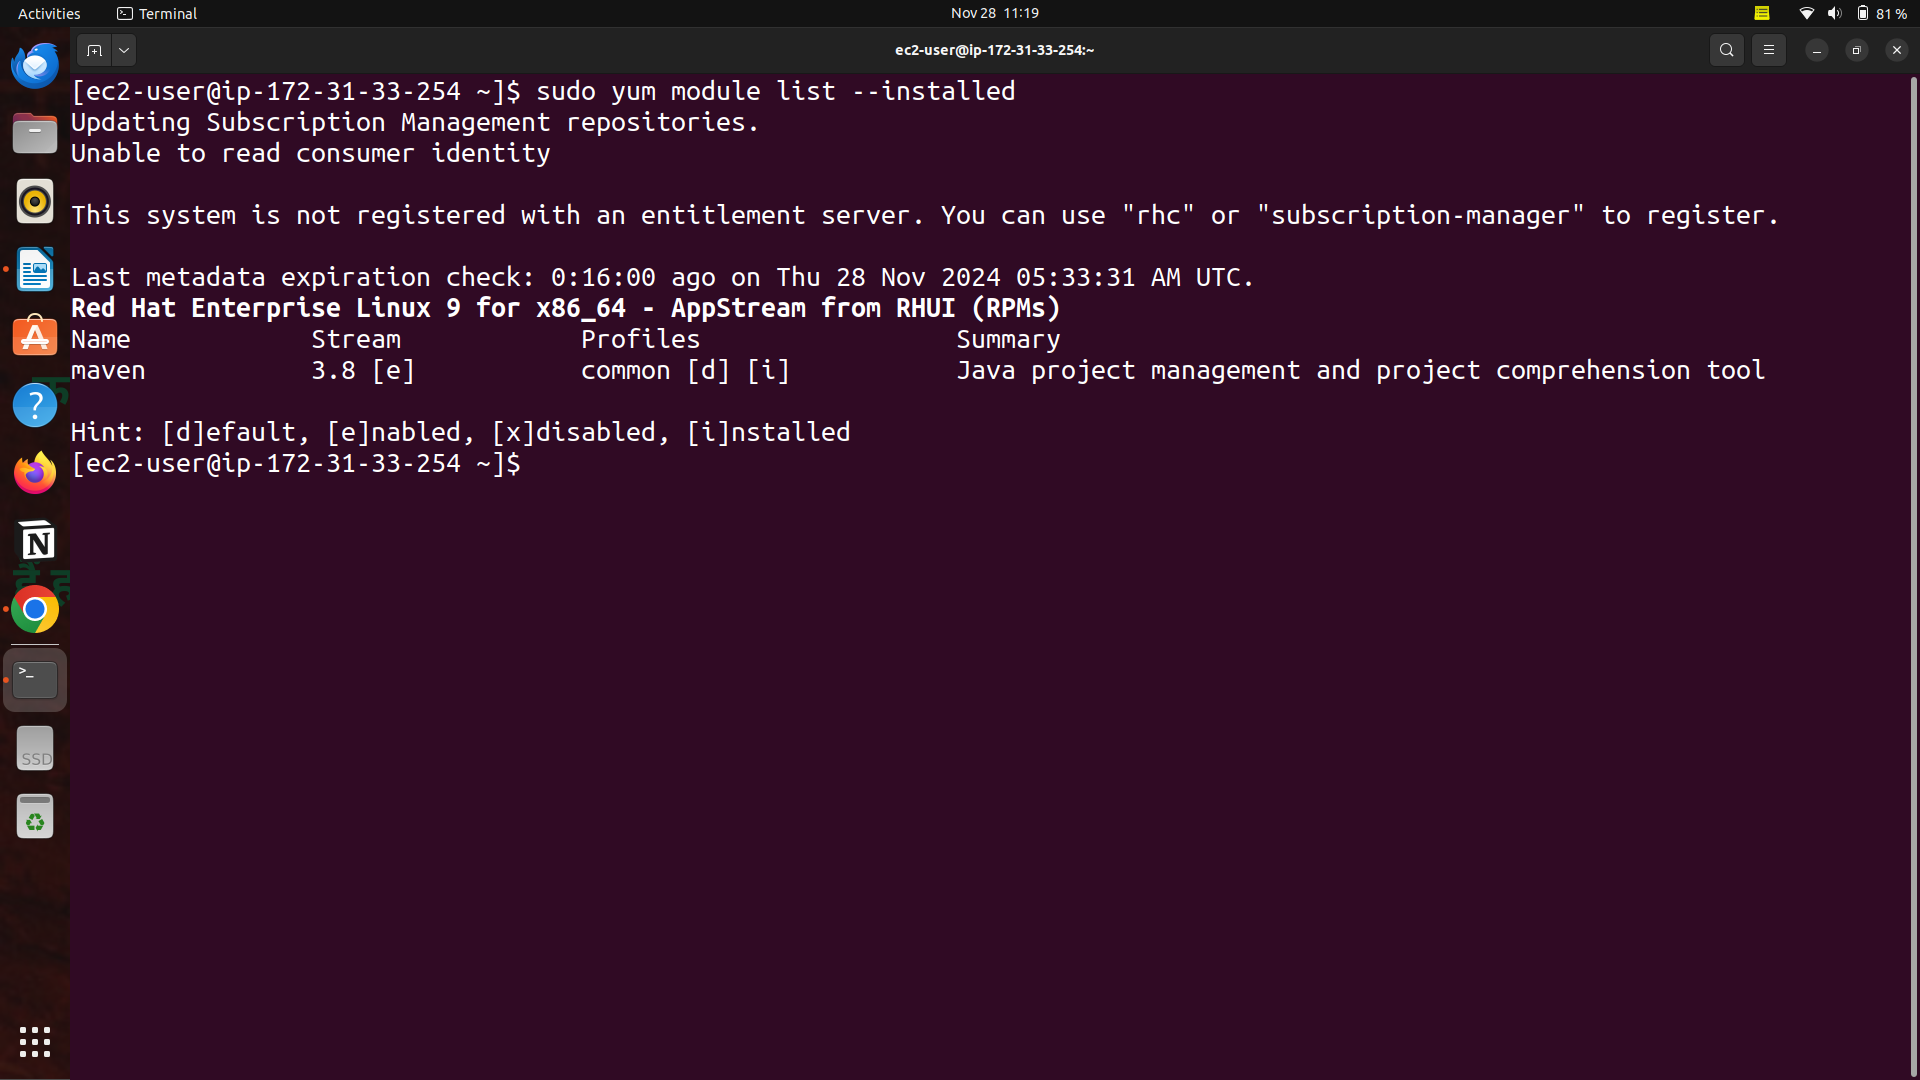 Activities Terminal Nov 28 11:19 81 %
ec2-user@ip-172-31-33-254:~
[ec2-user@ip-172-31-33-254 ~]$ sudo yum module list --installed
Updating Subscription Management repositories.
Unable to read consumer identity
This system is not registered with an entitlement server. You can use "rhc" or "subscription-manager" to register.
Last metadata expiration check: 0:16:00 ago on Thu 28 Nov 2024 05:33:31 AM UTC.
Red Hat Enterprise Linux 9 for x86_64 - AppStream from RHUI (RPMs)
Name Stream Profiles Summary
maven 3.8 [e] common [d] [i] Java project management and project comprehension tool
Hint: [d]efault, [e]nabled, [x]disabled, [i]nstalled
[ec2-user@ip-172-31-33-254 ~]$
SSD